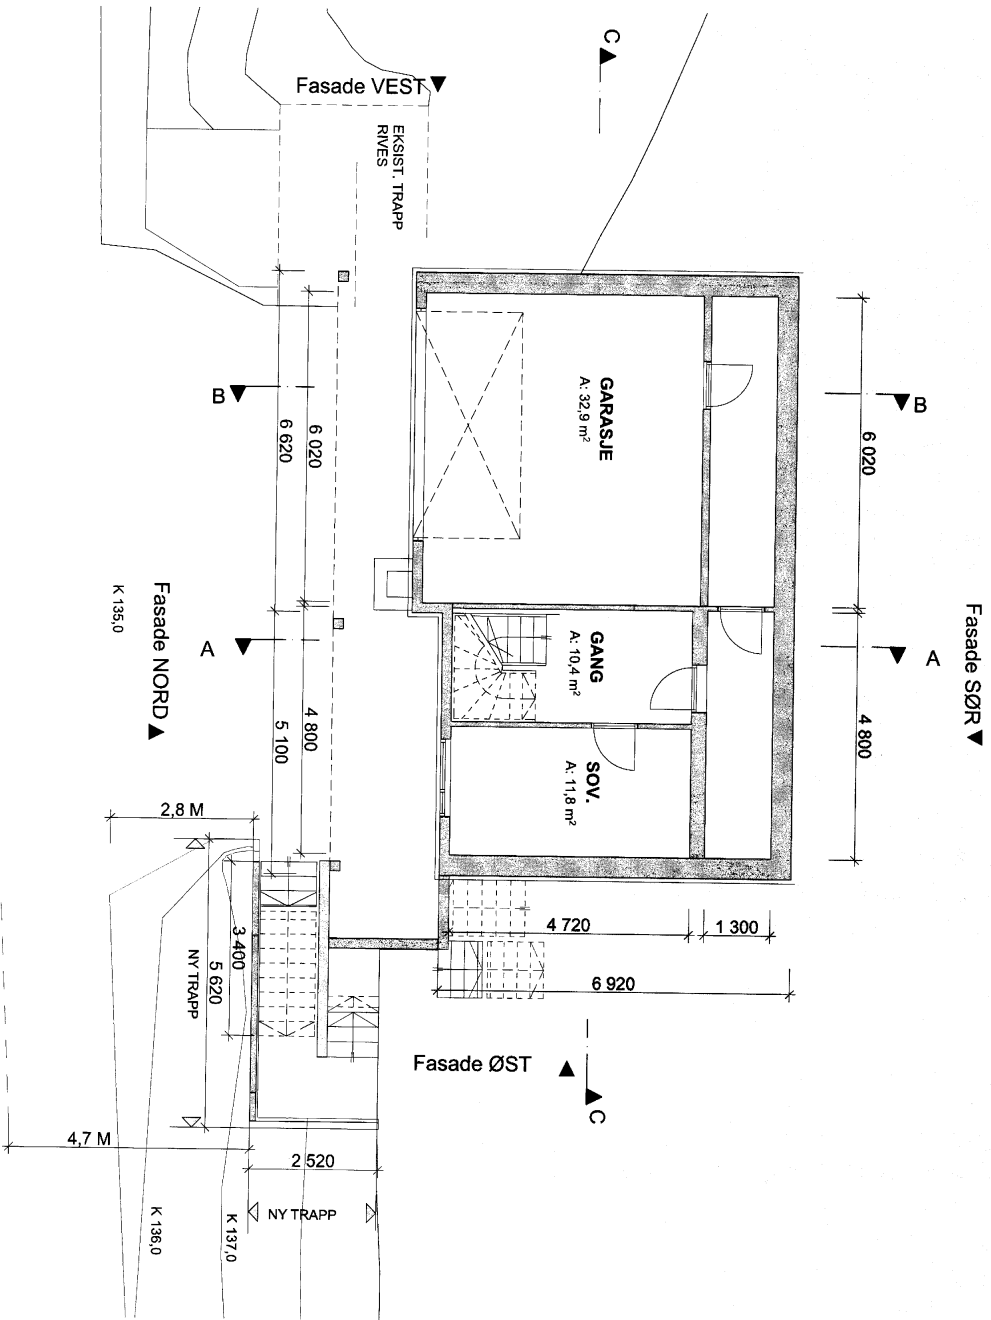 C
Fasade VEST
EKSIST. TRAPP
RIVES
B
B
6 020
6 620
6 020
GARASJE
A: 32,9 m²
K 135,0
Fasade NORD
A
A
Fasade SØR
GANG
A: 10,4 m²
4 800
5 100
4 800
SOV.
A: 11,8 m²
2,8 M
4 720
1 300
6 920
3 400
5 620
NY TRAPP
Fasade ØST
C
4,7 M
2 520
NY TRAPP
K 136,0
K 137,0